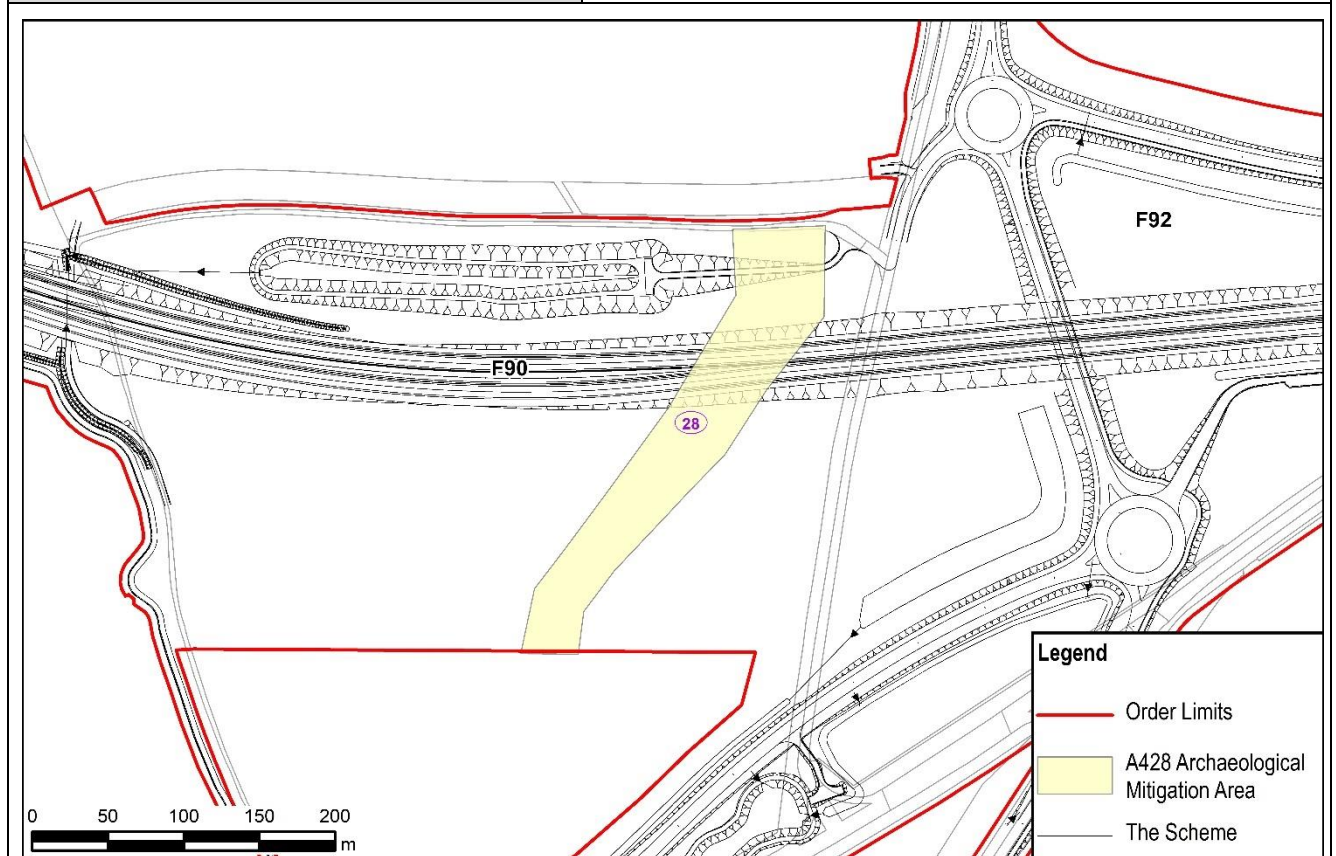 F92
F90
28
Legend
Order Limits
A428 Archaeological
Mitigation Area
The Scheme
0 50 100 150 200
m